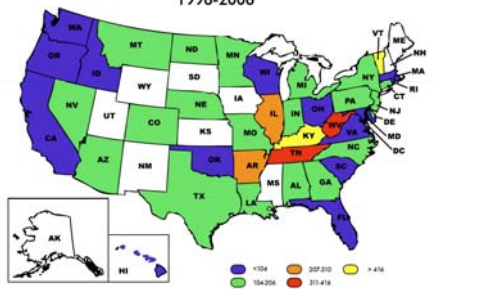 1998-2006
WA
OR
ID
MT
ND
MN
WI
VT
ME
NH
MA
RI
CT
NJ
DE
MD
DC
NY
MI
SD
WY
NV
UT
CA
CO
NE
IA
IL
IN
OH
PA
WV
VA
KY
MO
KS
AZ
NM
OK
AR
TN
NC
SC
TX
LA
MS
AL
GA
FL
AK
HI
<104
207-310
> 416
104-206
311-416